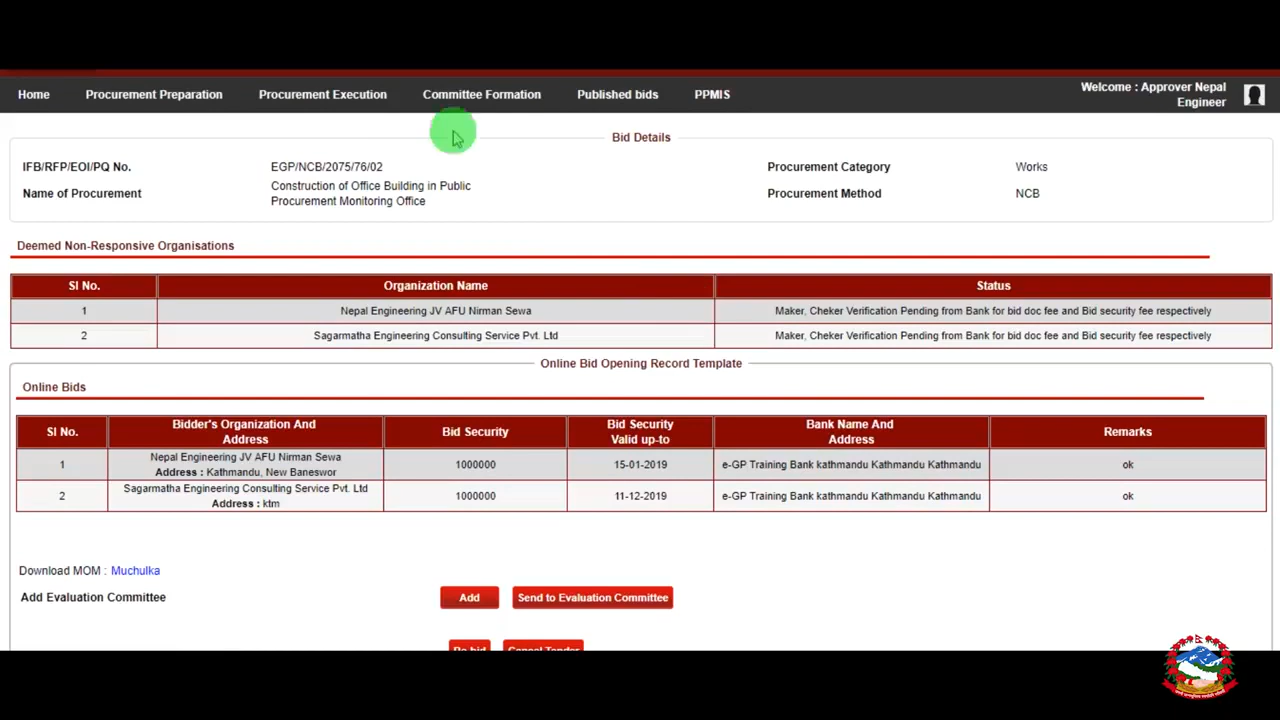 Home Procurement Preparation Procurement Execution Committee Formation Published bids PPMIS Welcome : Approver Nepal
Engineer
Bid Details
IFB/RFP/EOI/PQ No. EGP/NCB/2075/76/02 Procurement Category Works
Name of Procurement Construction of Office Building in Public Procurement Method NCB
Procurement Monitoring Office
Deemed Non-Responsive Organisations
Sl No. Organization Name Status
1 Nepal Engineering JV AFU Nirman Sewa Maker, Cheker Verification Pending from Bank for bid doc fee and Bid security fee respectively
2 Sagarmatha Engineering Consulting Service Pvt. Ltd Maker, Cheker Verification Pending from Bank for bid doc fee and Bid security fee respectively
Online Bid Opening Record Template
Online Bids
Sl No. Bidder's Organization And Bid Security Bid Security Bank Name And Remarks
Address Valid up-to Address
1 Nepal Engineering JV AFU Nirman Sewa 1000000 15-01-2019 e-GP Training Bank kathmandu Kathmandu Kathmandu ok
Address : Kathmandu, New Baneswor
2 Sagarmatha Engineering Consulting Service Pvt. Ltd 1000000 11-12-2019 e-GP Training Bank kathmandu Kathmandu Kathmandu ok
Address : ktm
Download MOM : Muchulka
Add Evaluation Committee Add Send to Evaluation Committee
Re bid Cancel Tender